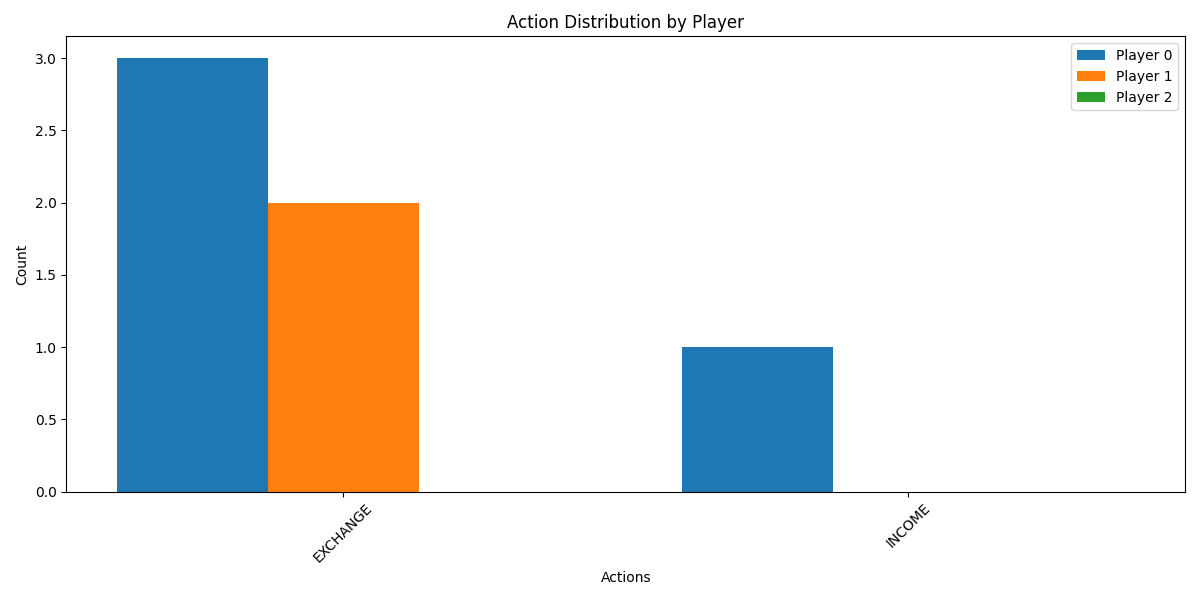 Action Distribution by Player
Player 0
Player 1
Player 2
3.0
2.5
2.0
1.5
1.0
0.5
0.0
Count
EXCHANGE
INCOME
Actions